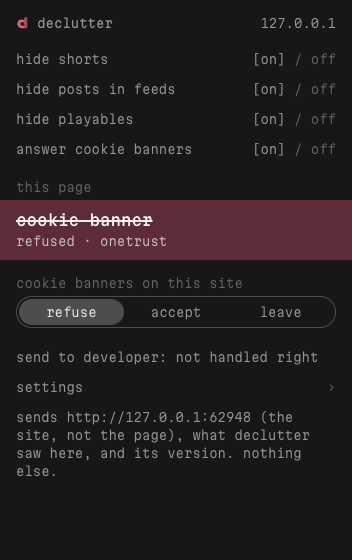 d declutter 127.0.0.1
hide shorts [on] / off
hide posts in feeds [on] / off
hide playables [on] / off
answer cookie banners [on] / off
this page
cookie banner
refused · onetrust
cookie banners on this site
refuse accept leave
send to developer: not handled right
settings ›
sends http://127.0.0.1:62948 (the
site, not the page), what declutter
saw here, and its version. nothing
else.